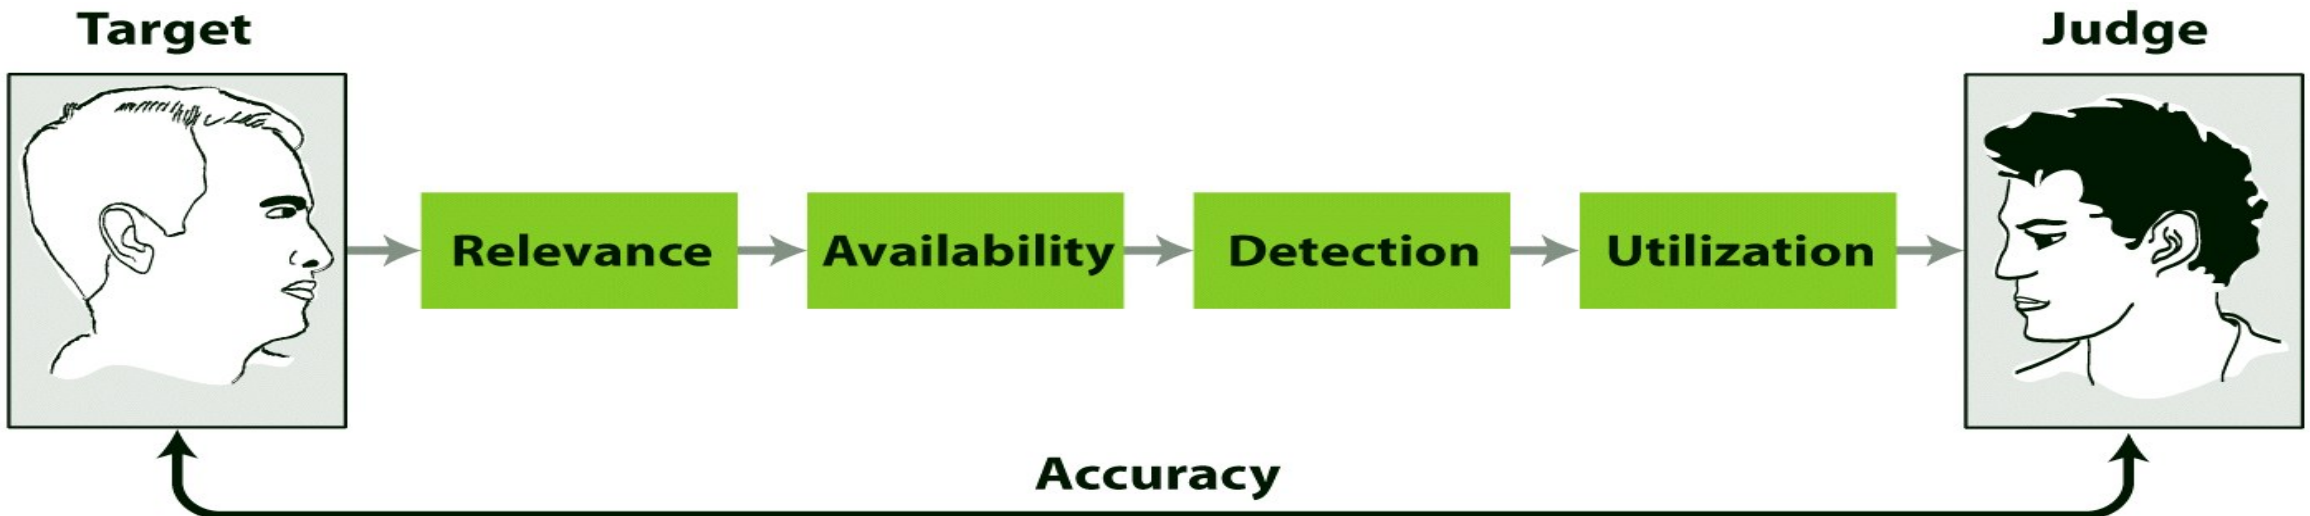 Target
Judge
Relevance
Availability
Detection
Utilization
Accuracy